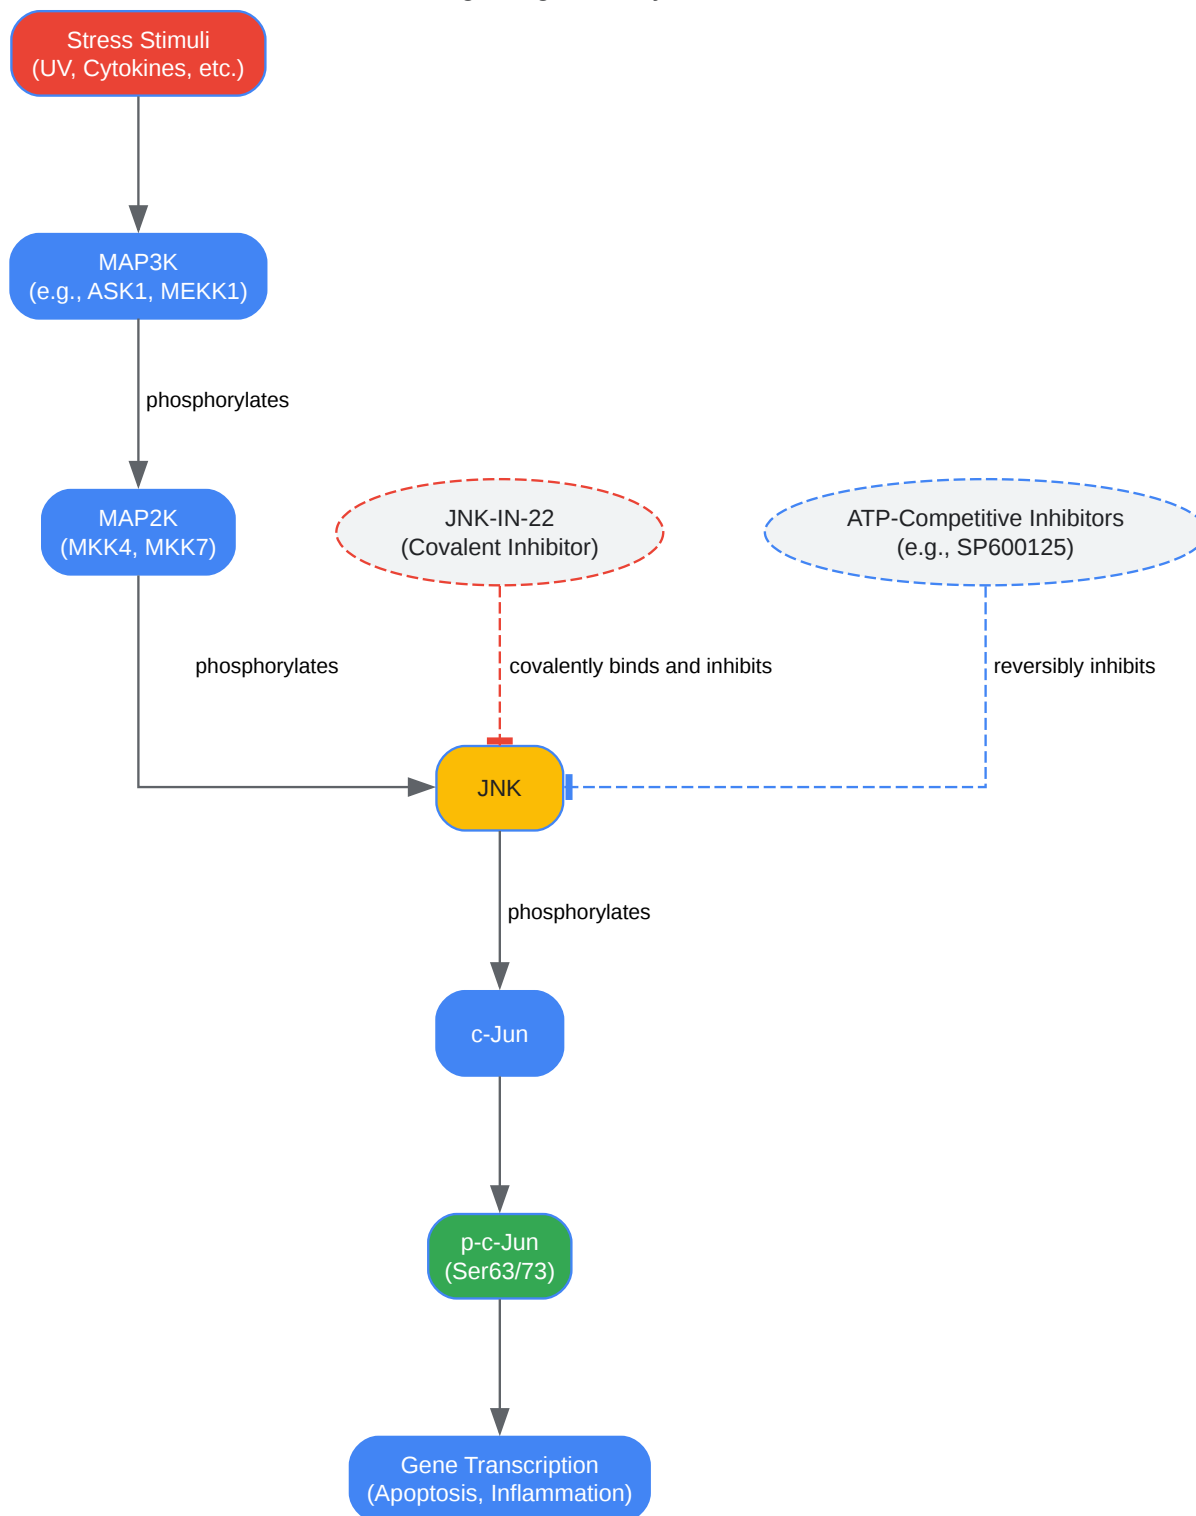 Stress Stimuli
(UV, Cytokines, etc.)
MAP3K
(e.g., ASK1, MEKK1)
phosphorylates
MAP2K
(MKK4, MKK7)
JNK-IN-22
(Covalent Inhibitor)
ATP-Competitive Inhibitors
(e.g., SP600125)
phosphorylates
covalently binds and inhibits
reversibly inhibits
JNK
phosphorylates
c-Jun
p-c-Jun
(Ser63/73)
Gene Transcription
(Apoptosis, Inflammation)